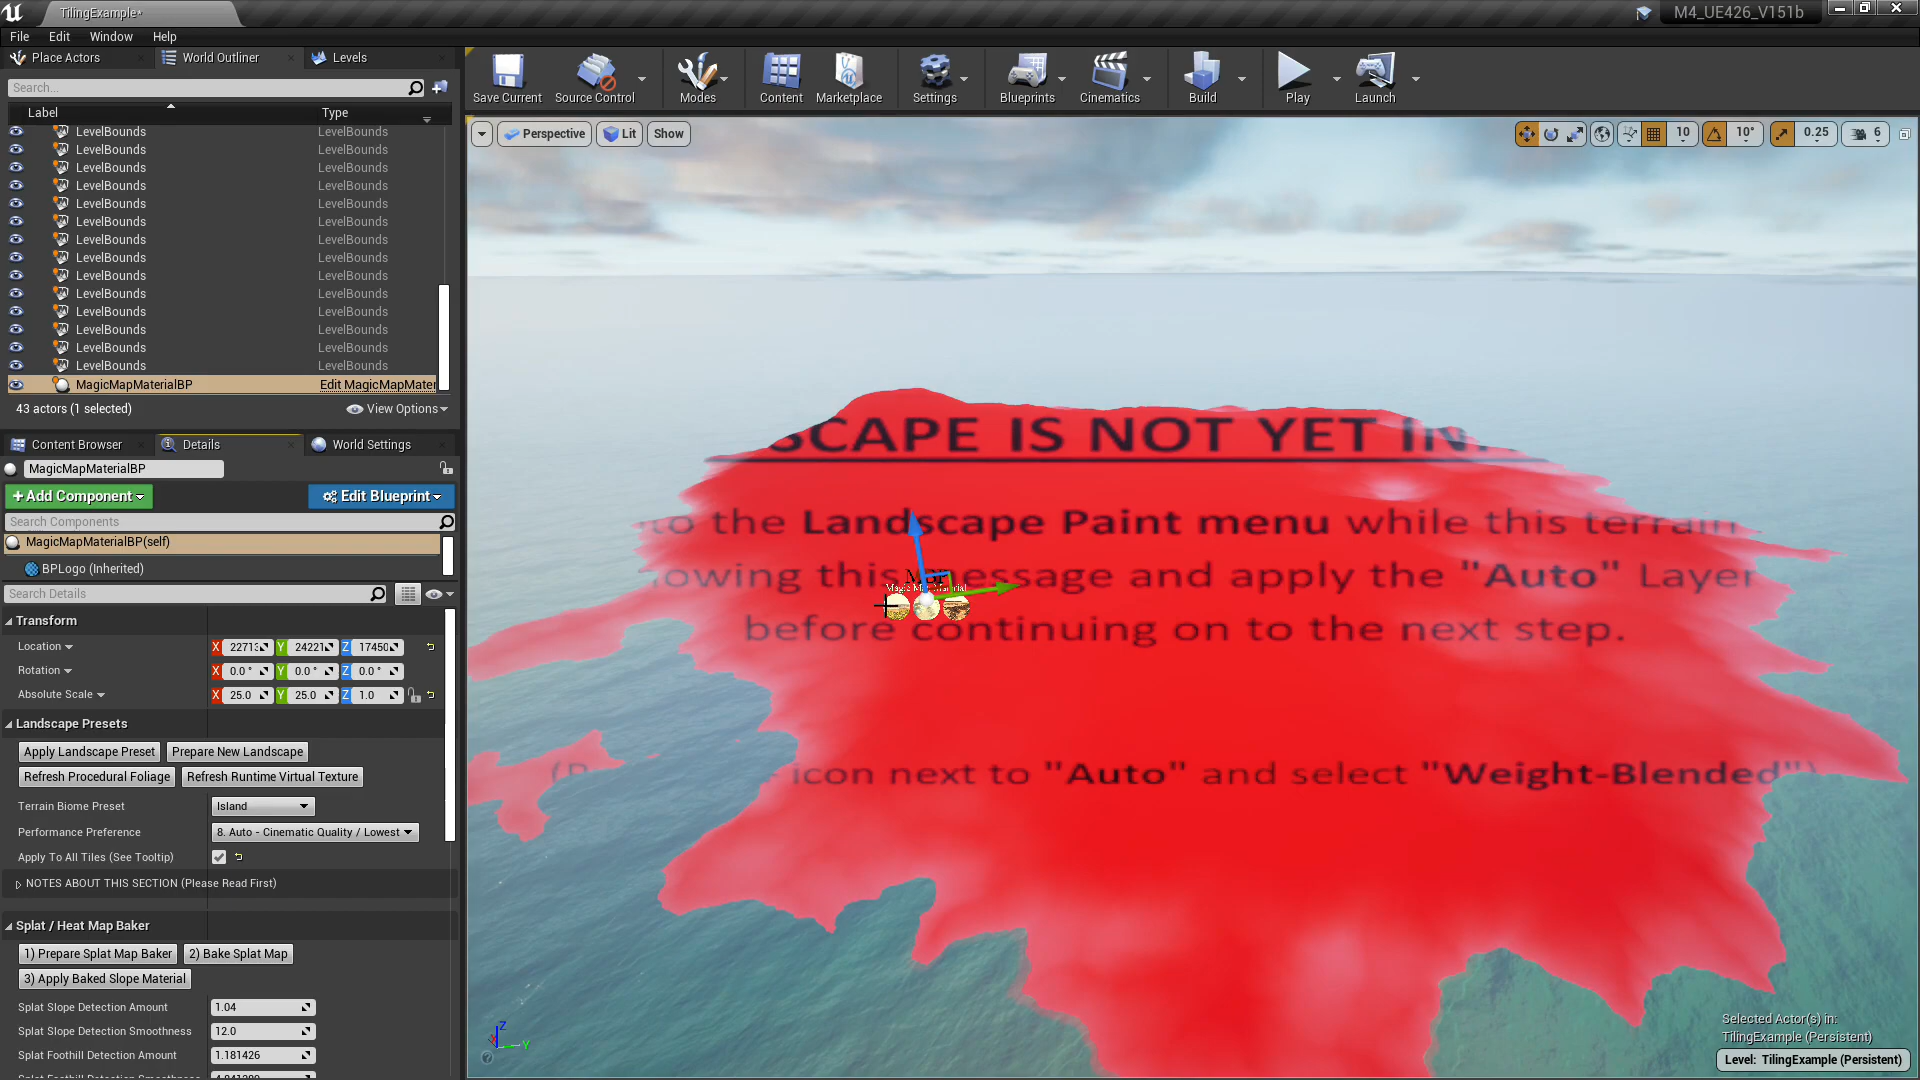 TilingExample*
M4_UE426_V151b
File Edit Window Help
Place Actors World Outliner Levels
Search...
Label Type
LevelBounds LevelBounds
LevelBounds LevelBounds
LevelBounds LevelBounds
LevelBounds LevelBounds
LevelBounds LevelBounds
LevelBounds LevelBounds
LevelBounds LevelBounds
LevelBounds LevelBounds
LevelBounds LevelBounds
LevelBounds LevelBounds
LevelBounds LevelBounds
LevelBounds LevelBounds
LevelBounds LevelBounds
LevelBounds LevelBounds
MagicMapMaterialBP Edit MagicMapMater
43 actors (1 selected) View Options
Content Browser Details World Settings
MagicMapMaterialBP
+ Add Component Edit Blueprint
Search Components
MagicMapMaterialBP(self)
BPLogo (Inherited)
Search Details
Transform
Location X 22713 Y 24221 Z 17450
Rotation X 0.0 ° Y 0.0 ° Z 0.0 °
Absolute Scale X 25.0 Y 25.0 Z 1.0
Landscape Presets
Apply Landscape Preset Prepare New Landscape
Refresh Procedural Foliage Refresh Runtime Virtual Texture
Terrain Biome Preset Island
Performance Preference 8. Auto - Cinematic Quality / Lowest
Apply To All Tiles (See Tooltip)
NOTES ABOUT THIS SECTION (Please Read First)
Splat / Heat Map Baker
1) Prepare Splat Map Baker 2) Bake Splat Map
3) Apply Baked Slope Material
Splat Slope Detection Amount 1.04
Splat Slope Detection Smoothness 12.0
Splat Foothill Detection Amount 1.181426
Save Current Source Control Modes Content Marketplace Settings Blueprints Cinematics Build Play Launch
Perspective Lit Show
10 10° 0.25 6
SCAPE IS NOT YET IN
to the Landscape Paint menu while this terrain
owing this message and apply the "Auto" Layer
Magic Map Material
before continuing on to the next step.
icon next to "Auto" and select "Weight-Blended")
Z
Y
Selected Actor(s) in:
TilingExample (Persistent)
Level: TilingExample (Persistent)